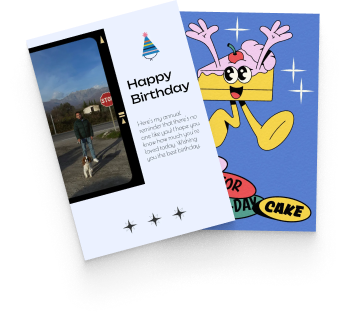 STOP
Happy
Birthday
Here's my annual
reminder that there's no
one like you! I hope you
know how much you're
loved today. Wishing
you the best birthday.
OR
DAY
CAKE